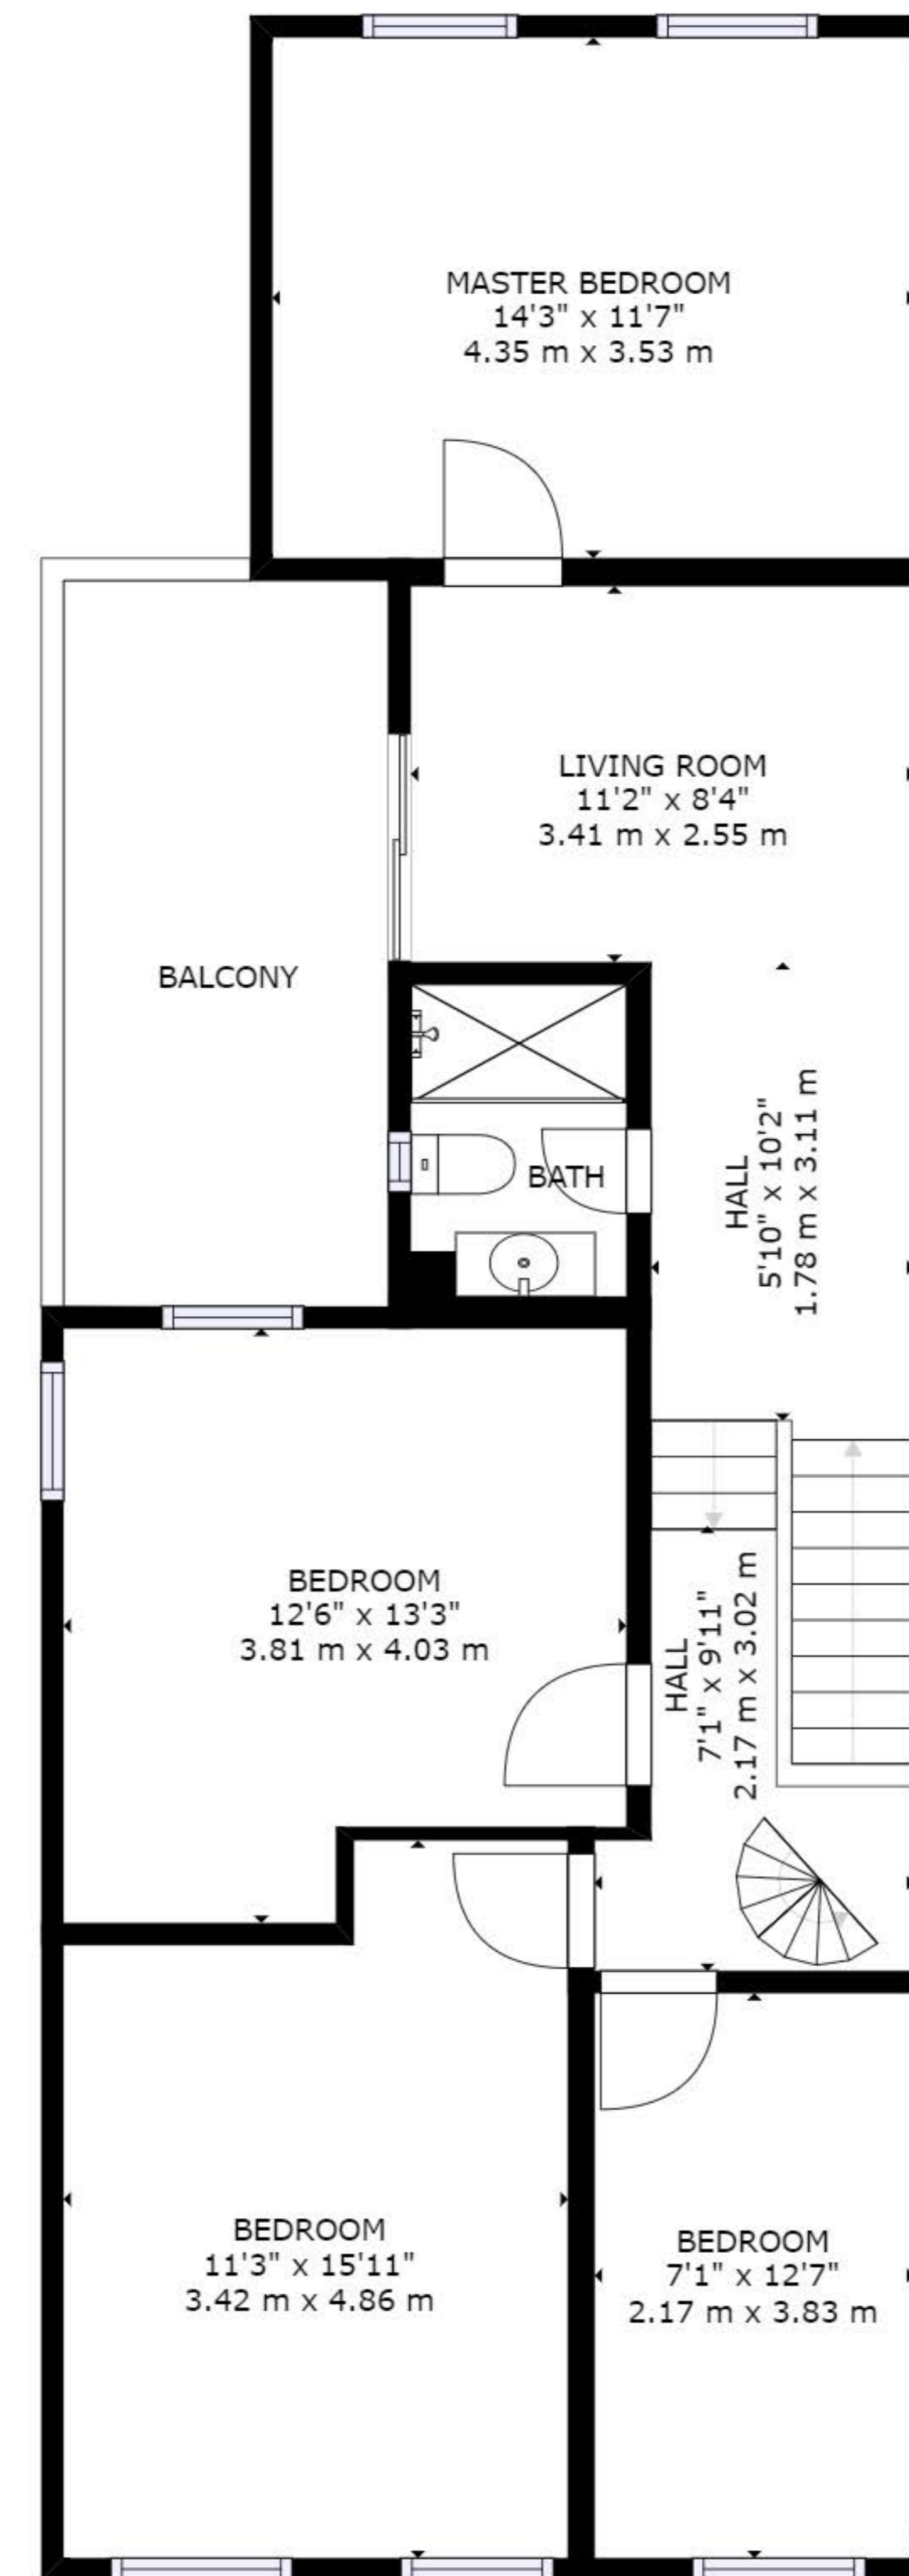 MASTER BEDROOM
14'3" x 11'7"
4.35 m x 3.53 m
LIVING ROOM
11'2" x 8'4"
3.41 m x 2.55 m
BALCONY
BATH
HALL
5'10" x 10'2"
1.78 m x 3.11 m
BEDROOM
12'6" x 13'3"
3.81 m x 4.03 m
HALL
7'1" x 9'11"
2.17 m x 3.02 m
BEDROOM
11'3" x 15'11"
3.42 m x 4.86 m
BEDROOM
7'1" x 12'7"
2.17 m x 3.83 m